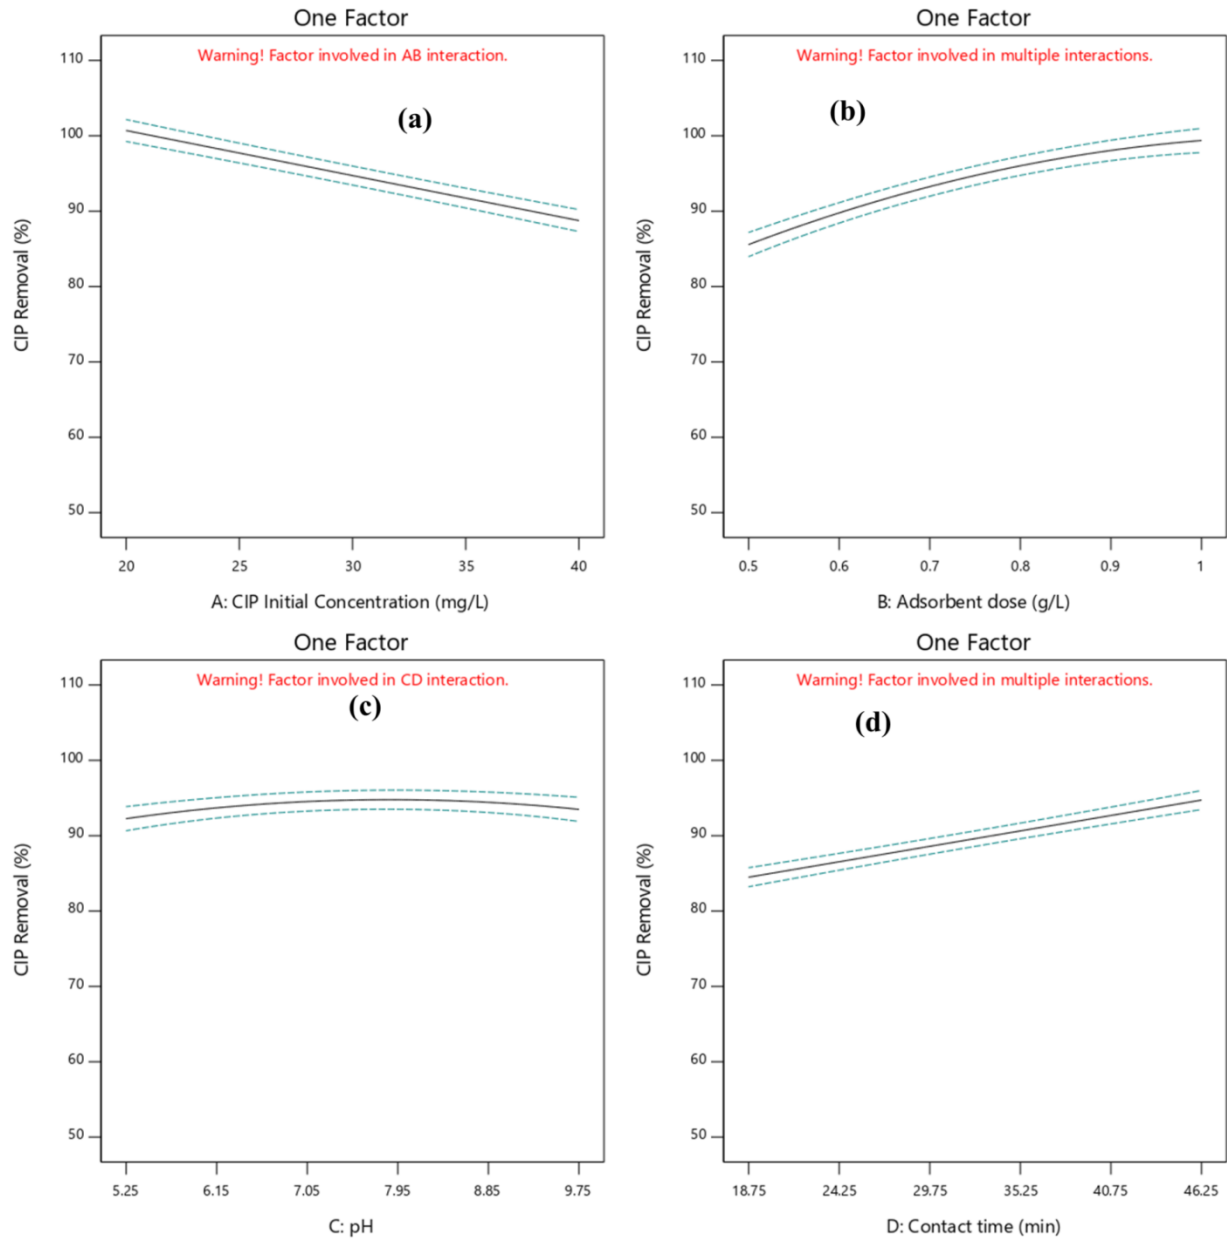 One Factor
Warning! Factor involved in AB interaction.
(a)
CIP Removal (%)
110
100
90
80
70
60
50
20 25 30 35 40
A: CIP Initial Concentration (mg/L)
One Factor
Warning! Factor involved in multiple interactions.
(b)
CIP Removal (%)
110
100
90
80
70
60
50
0.5 0.6 0.7 0.8 0.9 1
B: Adsorbent dose (g/L)
One Factor
Warning! Factor involved in CD interaction.
(c)
CIP Removal (%)
110
100
90
80
70
60
50
5.25 6.15 7.05 7.95 8.85 9.75
C: pH
One Factor
Warning! Factor involved in multiple interactions.
(d)
CIP Removal (%)
110
100
90
80
70
60
50
18.75 24.25 29.75 35.25 40.75 46.25
D: Contact time (min)